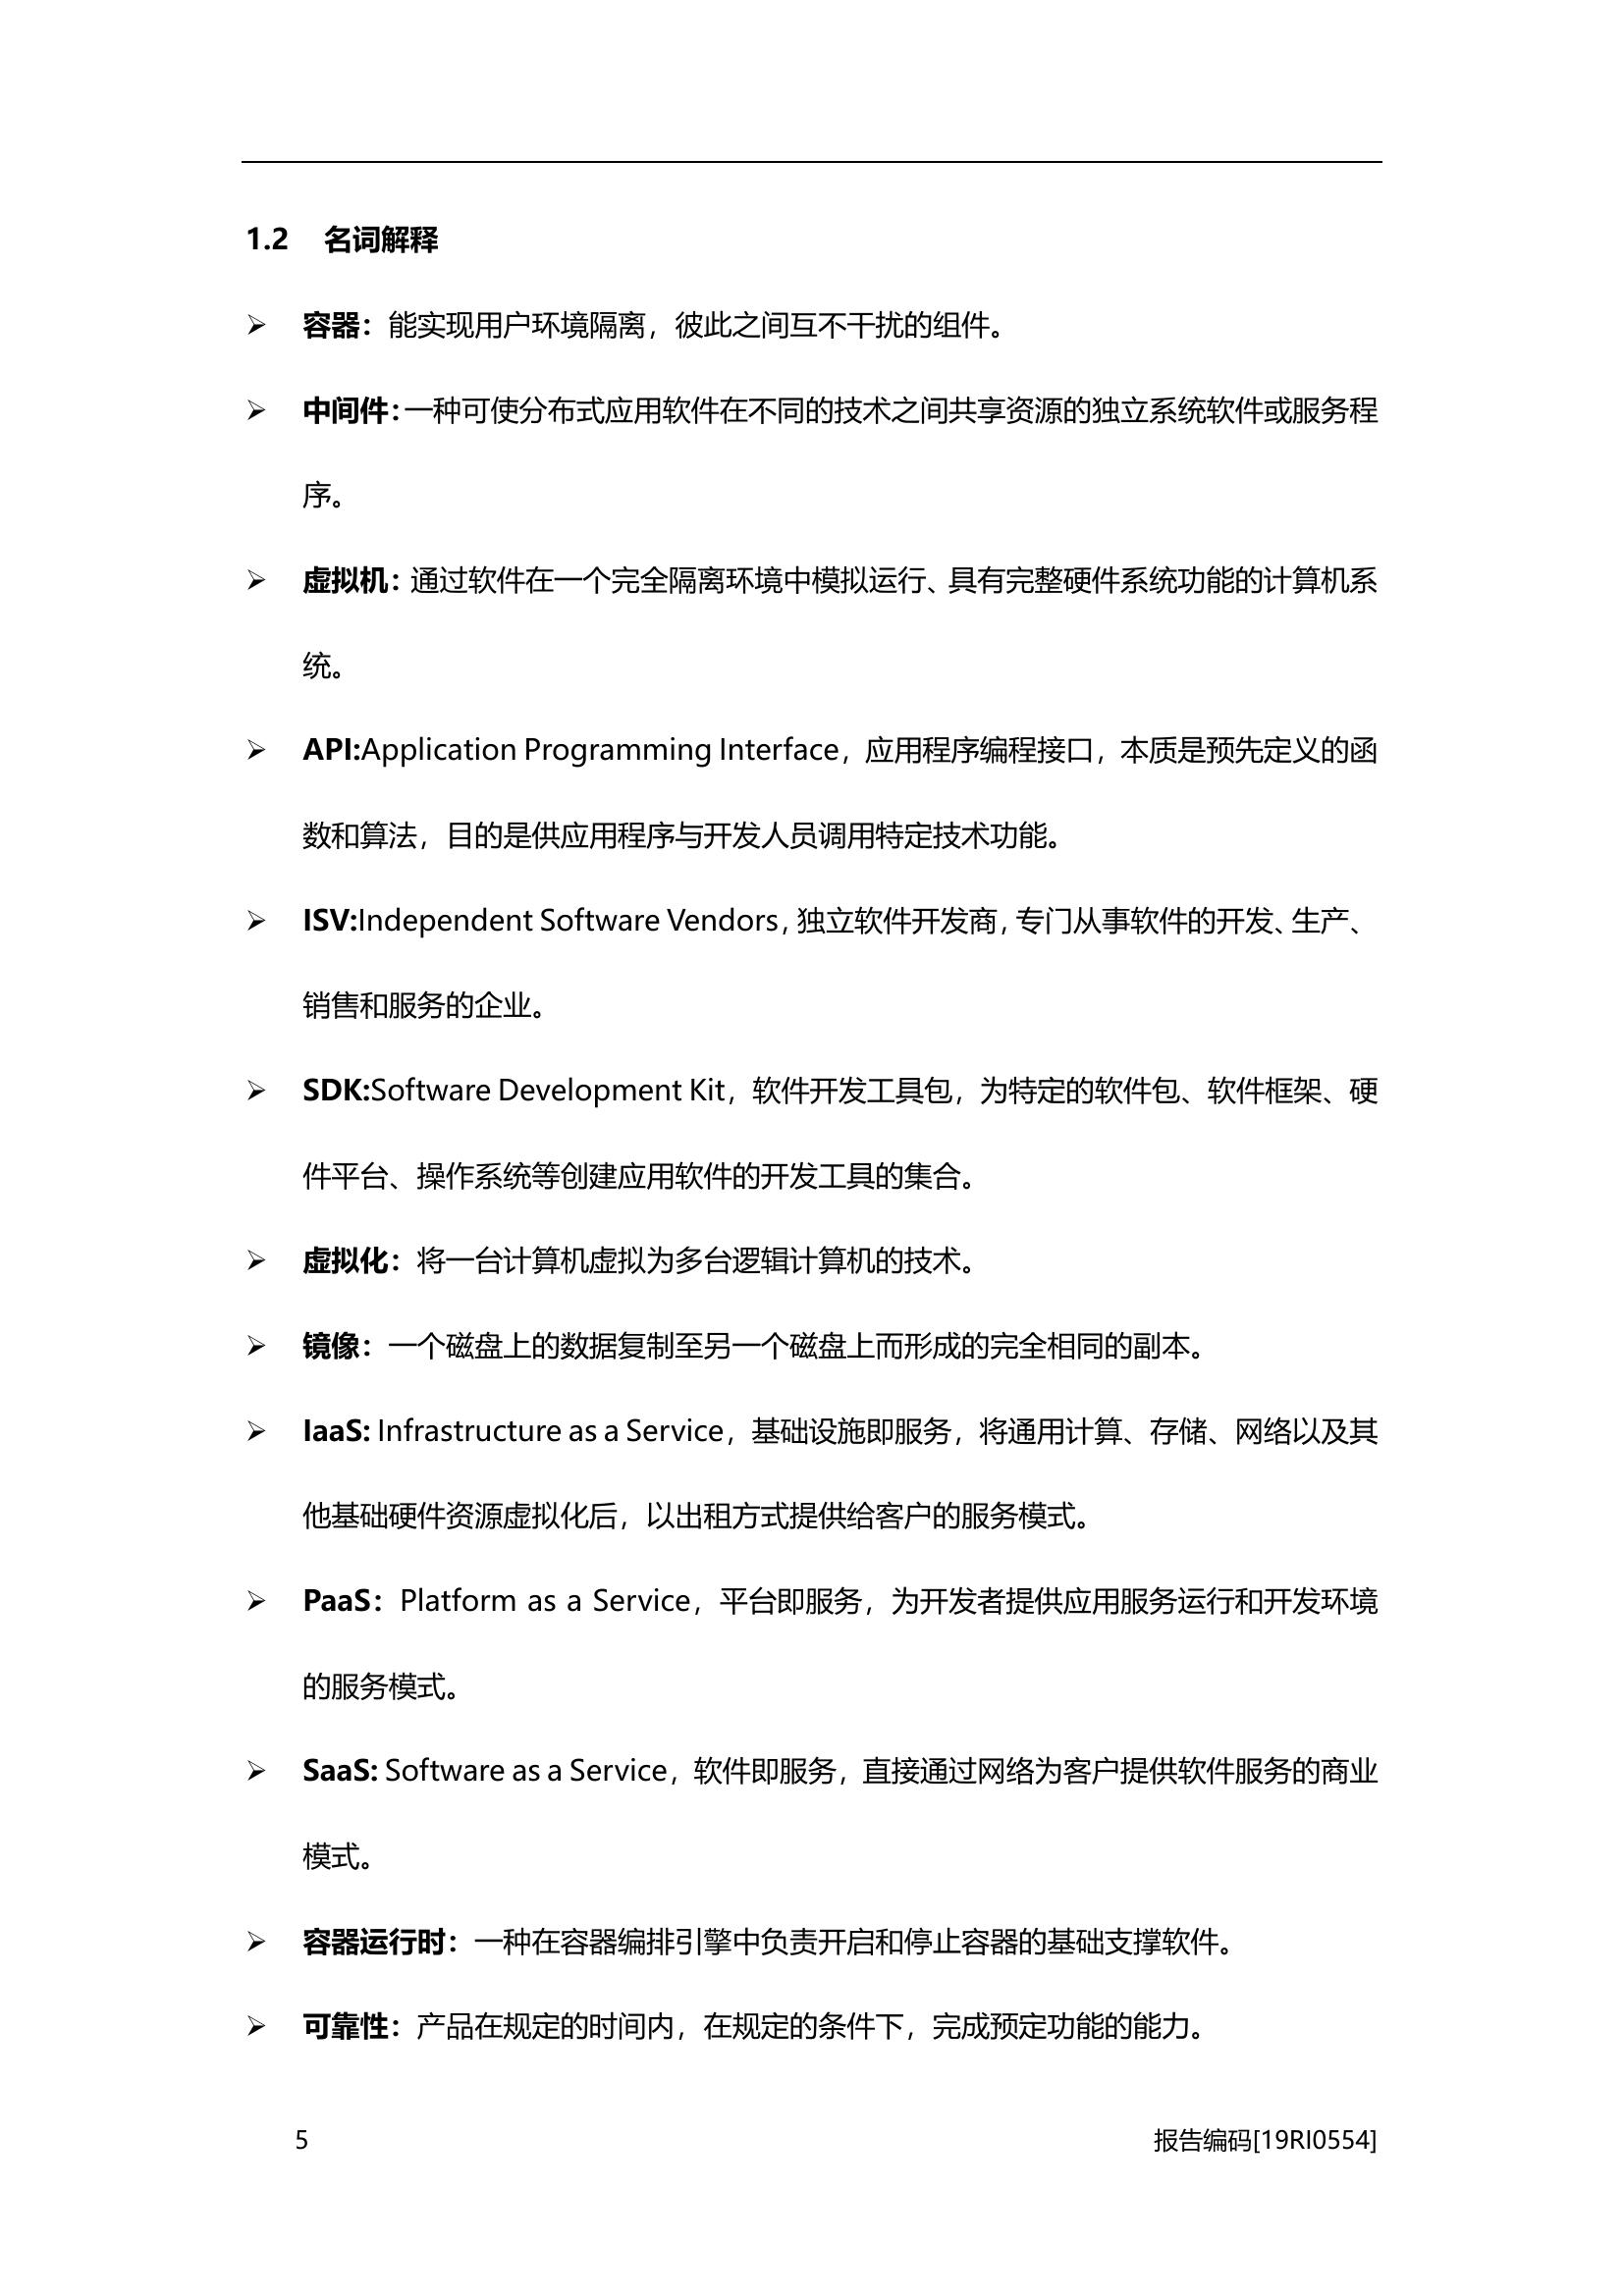 1.2 名词解释
➢ 容器：能实现用户环境隔离，彼此之间互不干扰的组件。
➢ 中间件：一种可使分布式应用软件在不同的技术之间共享资源的独立系统软件或服务程
序。
➢ 虚拟机：通过软件在一个完全隔离环境中模拟运行、具有完整硬件系统功能的计算机系
统。
➢ API:Application Programming Interface，应用程序编程接口，本质是预先定义的函
数和算法，目的是供应用程序与开发人员调用特定技术功能。
➢ ISV:Independent Software Vendors，独立软件开发商，专门从事软件的开发、生产、
销售和服务的企业。
➢ SDK:Software Development Kit，软件开发工具包，为特定的软件包、软件框架、硬
件平台、操作系统等创建应用软件的开发工具的集合。
➢ 虚拟化：将一台计算机虚拟为多台逻辑计算机的技术。
➢ 镜像：一个磁盘上的数据复制至另一个磁盘上而形成的完全相同的副本。
➢ IaaS: Infrastructure as a Service，基础设施即服务，将通用计算、存储、网络以及其
他基础硬件资源虚拟化后，以出租方式提供给客户的服务模式。
➢ PaaS：Platform as a Service，平台即服务，为开发者提供应用服务运行和开发环境
的服务模式。
➢ SaaS: Software as a Service，软件即服务，直接通过网络为客户提供软件服务的商业
模式。
➢ 容器运行时：一种在容器编排引擎中负责开启和停止容器的基础支撑软件。
➢ 可靠性：产品在规定的时间内，在规定的条件下，完成预定功能的能力。
5 报告编码[19RI0554]